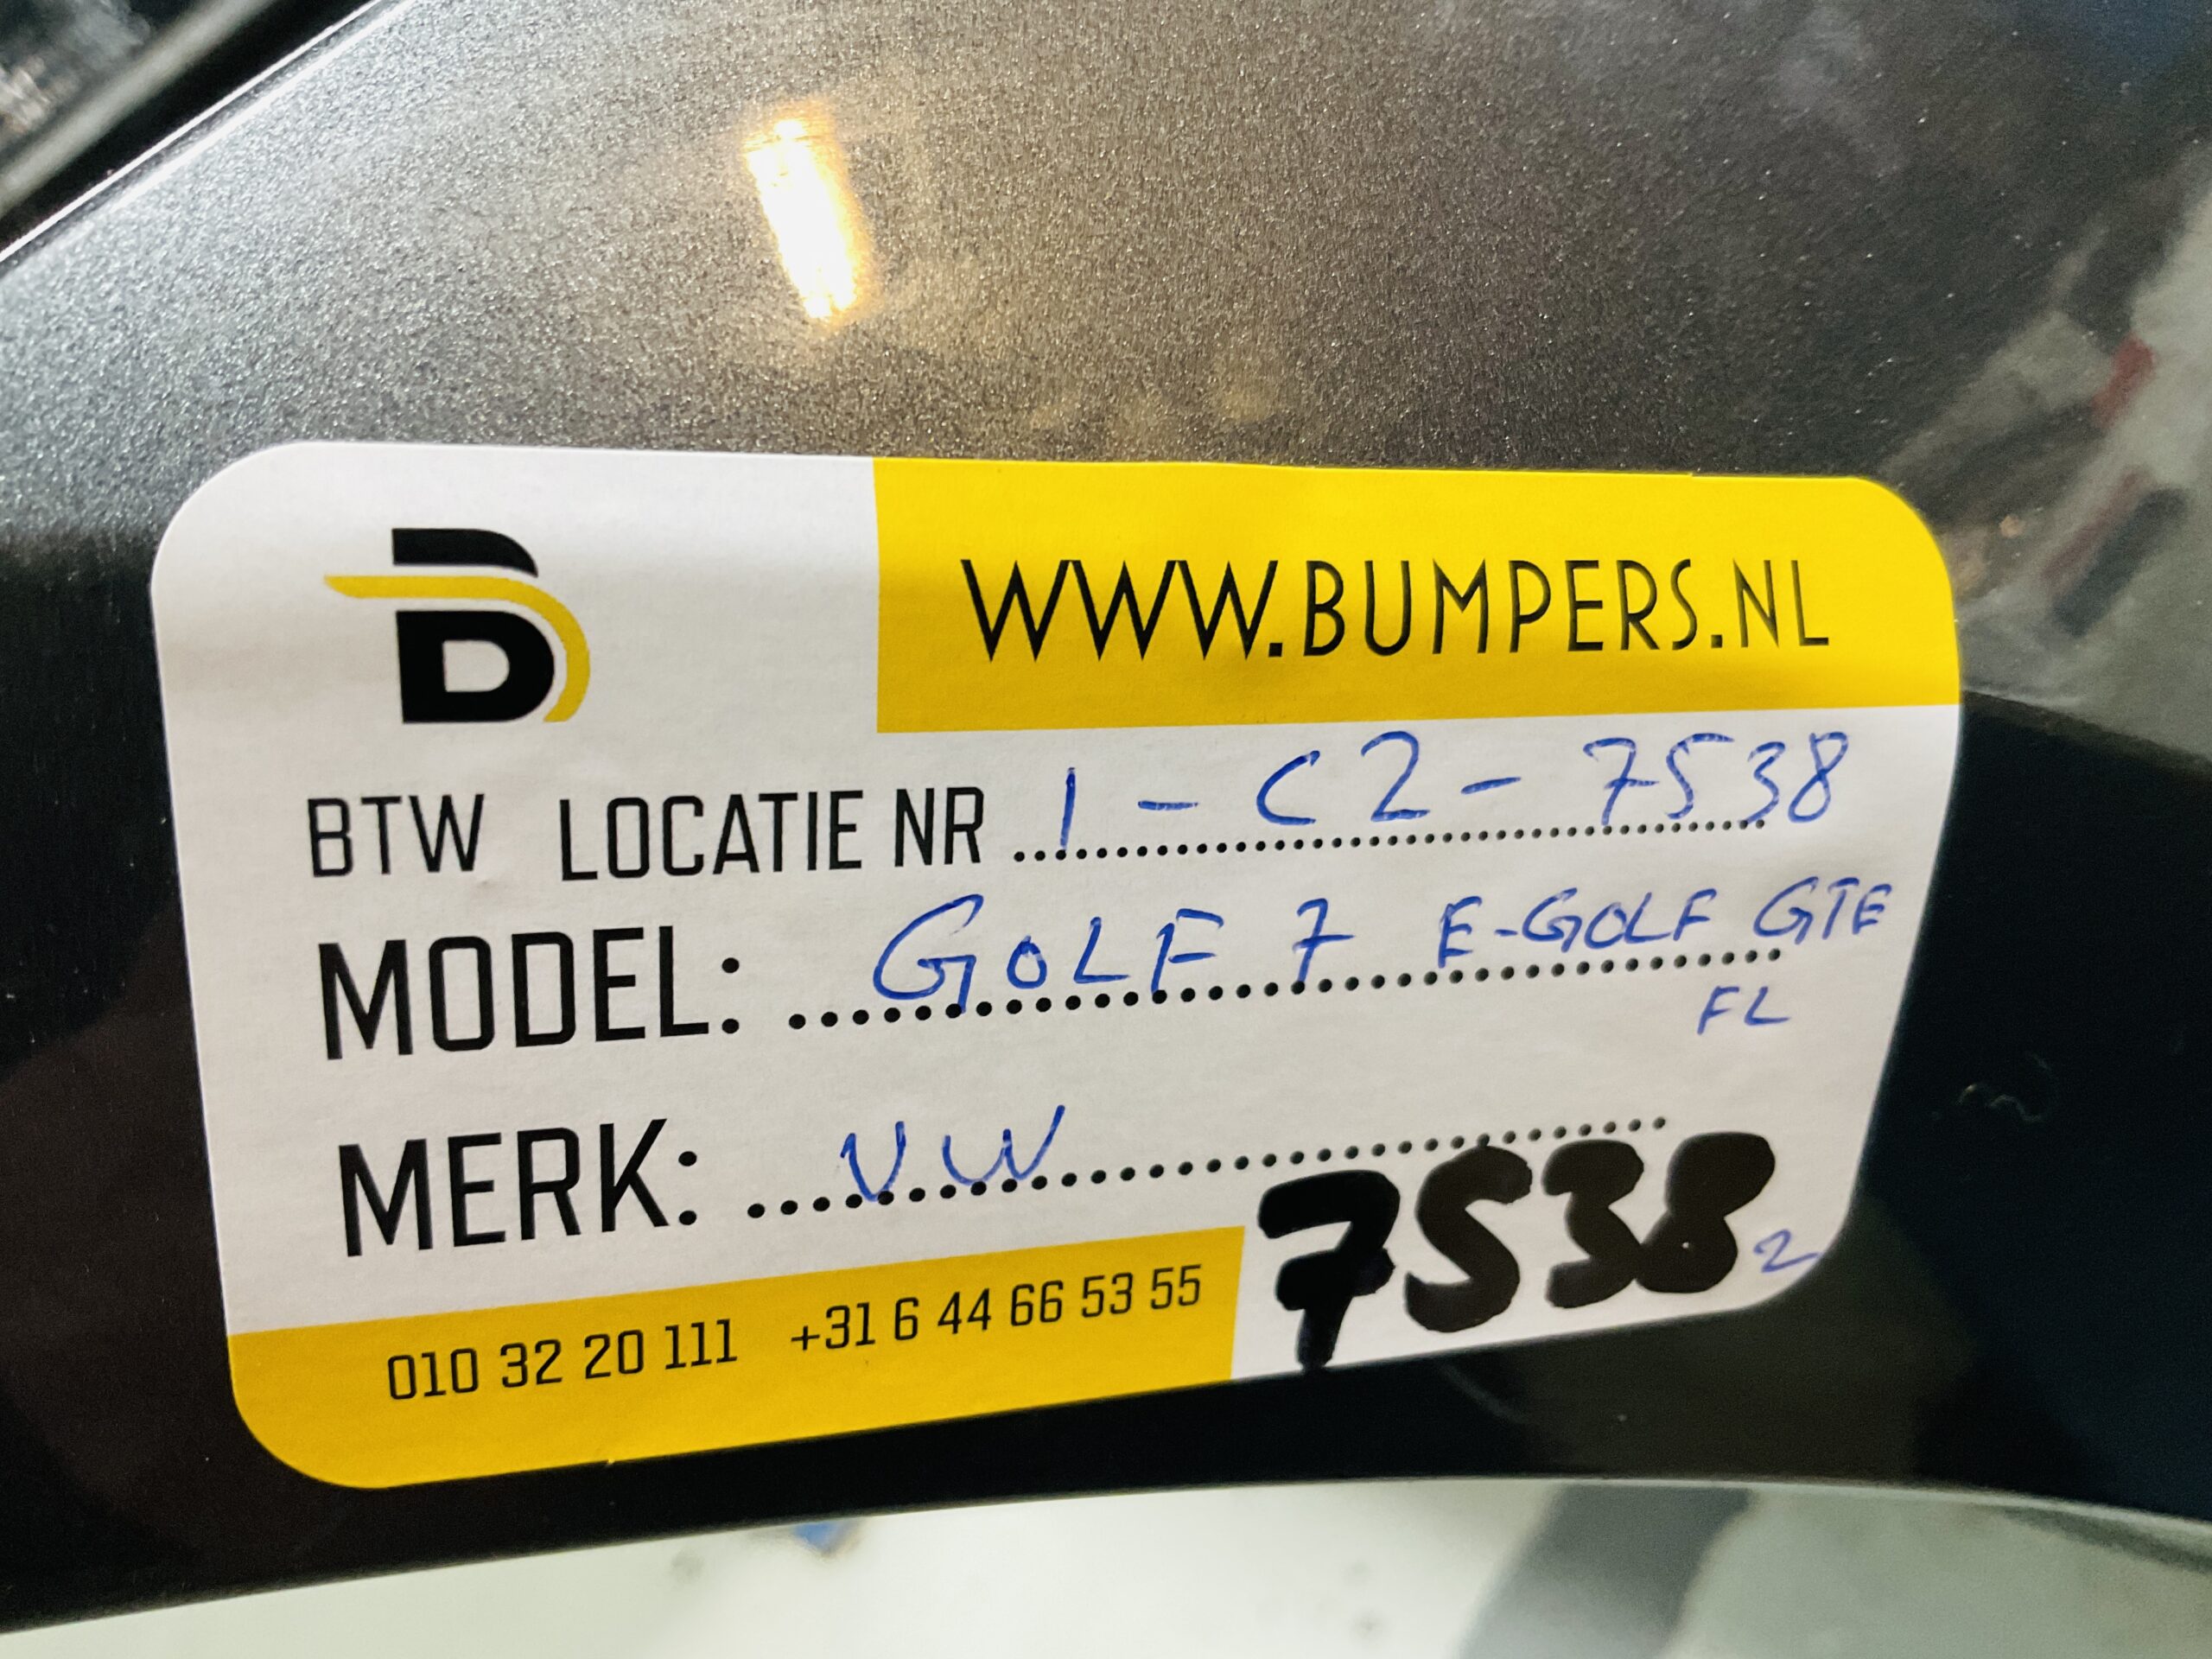 B
WWW.BUMPERS.NL
BTW LOCATIE NR 1 - C2 - 7538
MODEL: GOLF 7 E-GOLF GTE
FL
MERK: VW
7538 2
010 32 20 111 +31 6 44 66 53 55